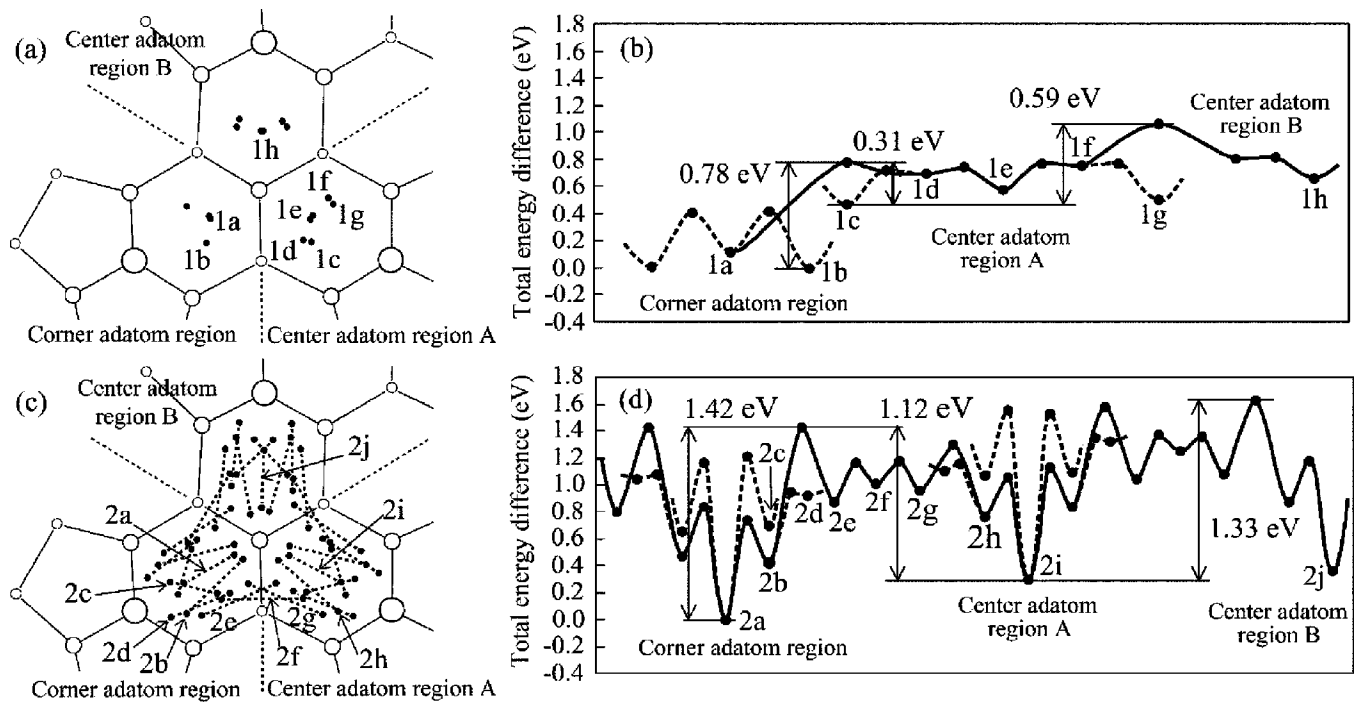 (a)
Center adatom
region B
1h
1f
1a
1e
1g
1b
1d
1c
Corner adatom region
Center adatom region A
(b)
Total energy difference (eV)
1.8
1.6
1.4
1.2
1.0
0.8
0.6
0.4
0.2
0.0
-0.2
-0.4
0.78 eV
0.31 eV
0.59 eV
Center adatom
region B
1a
1b
1c
1d
1e
1f
1g
1h
Center adatom
region A
Corner adatom region
(c)
Center adatom
region B
2j
2a
2i
2c
2e
2g
2d
2b
2f
2h
Corner adatom region
Center adatom region A
(d)
Total energy difference (eV)
1.8
1.6
1.4
1.2
1.0
0.8
0.6
0.4
0.2
0.0
-0.2
-0.4
1.42 eV
1.12 eV
1.33 eV
2c
2d
2e
2f
2g
2h
2b
2i
2a
2j
Corner adatom region
Center adatom
region A
Center adatom
region B